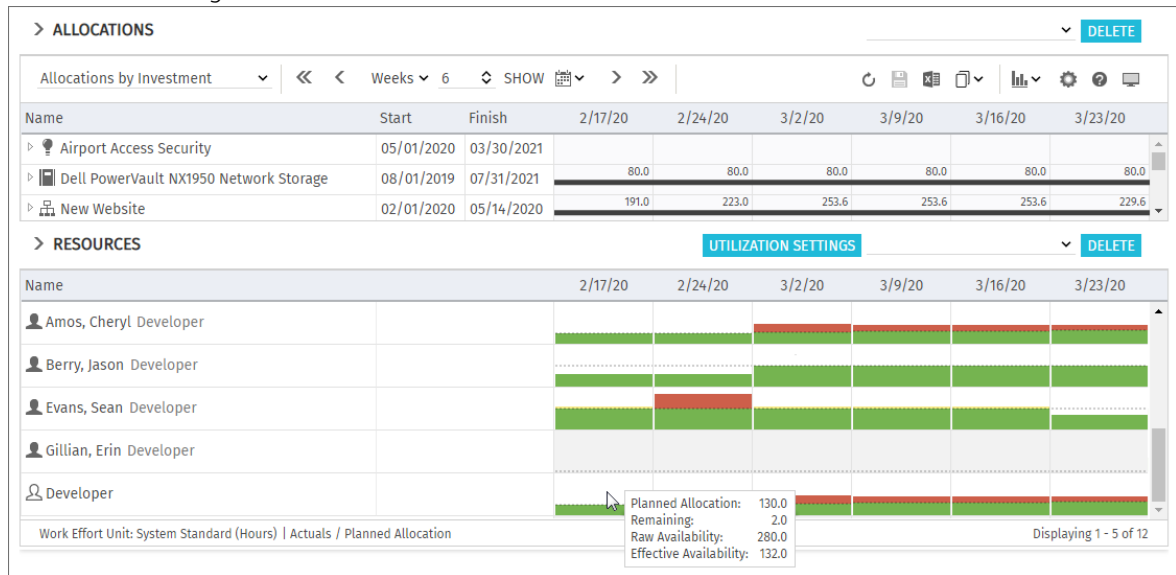 ALLOCATIONS DELETE
Allocations by Investment Weeks 6 SHOW
Name Start Finish 2/17/20 2/24/20 3/2/20 3/9/20 3/16/20 3/23/20
Airport Access Security 05/01/2020 03/30/2021
Dell PowerVault NX1950 Network Storage 08/01/2019 07/31/2021 80.0 80.0 80.0 80.0 80.0 80.0
New Website 02/01/2020 05/14/2020 191.0 223.0 253.6 253.6 253.6 229.6
RESOURCES UTILIZATION SETTINGS DELETE
Name 2/17/20 2/24/20 3/2/20 3/9/20 3/16/20 3/23/20
Amos, Cheryl Developer
Berry, Jason Developer
Evans, Sean Developer
Gillian, Erin Developer
Developer
Planned Allocation: 130.0
Remaining: 2.0
Raw Availability: 280.0
Effective Availability: 132.0
Work Effort Unit: System Standard (Hours) | Actuals / Planned Allocation Displaying 1 - 5 of 12